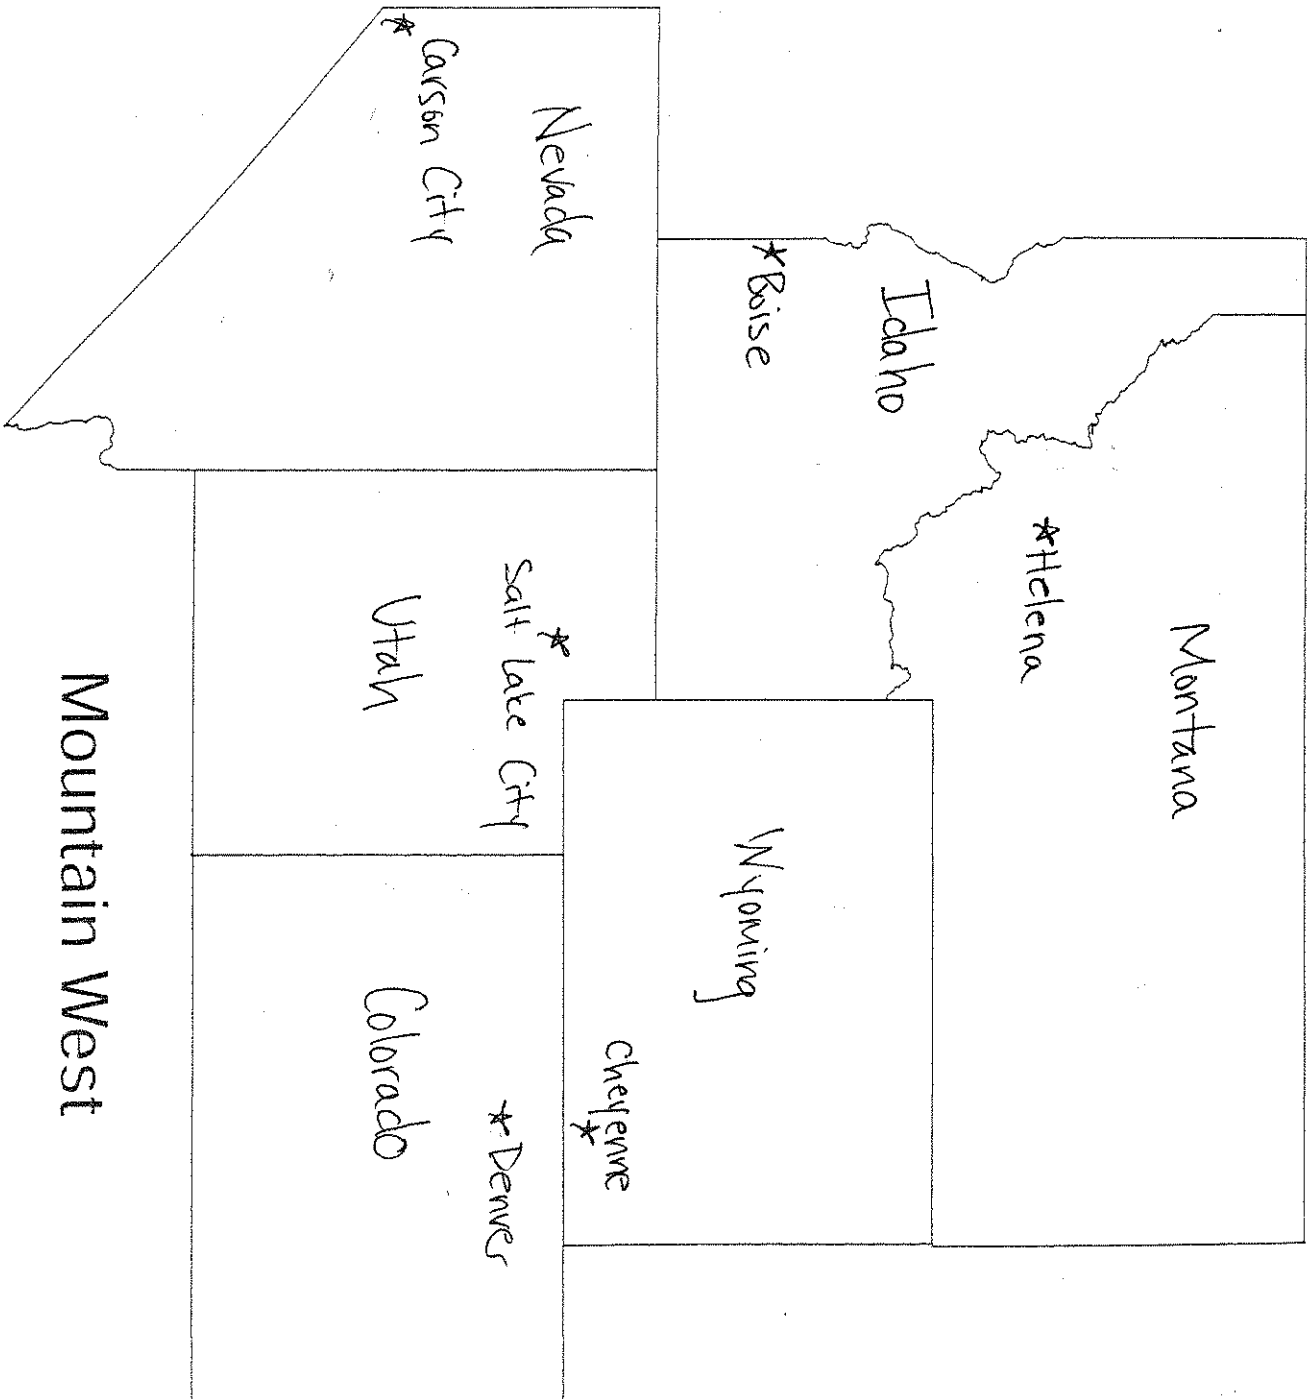 Montana
★Helena
Idaho
★Boise
Wyoming
Cheyenne
★
Nevada
Carson City
★
★
Salt Lake City
Utah
★Denver
Colorado
Mountain West